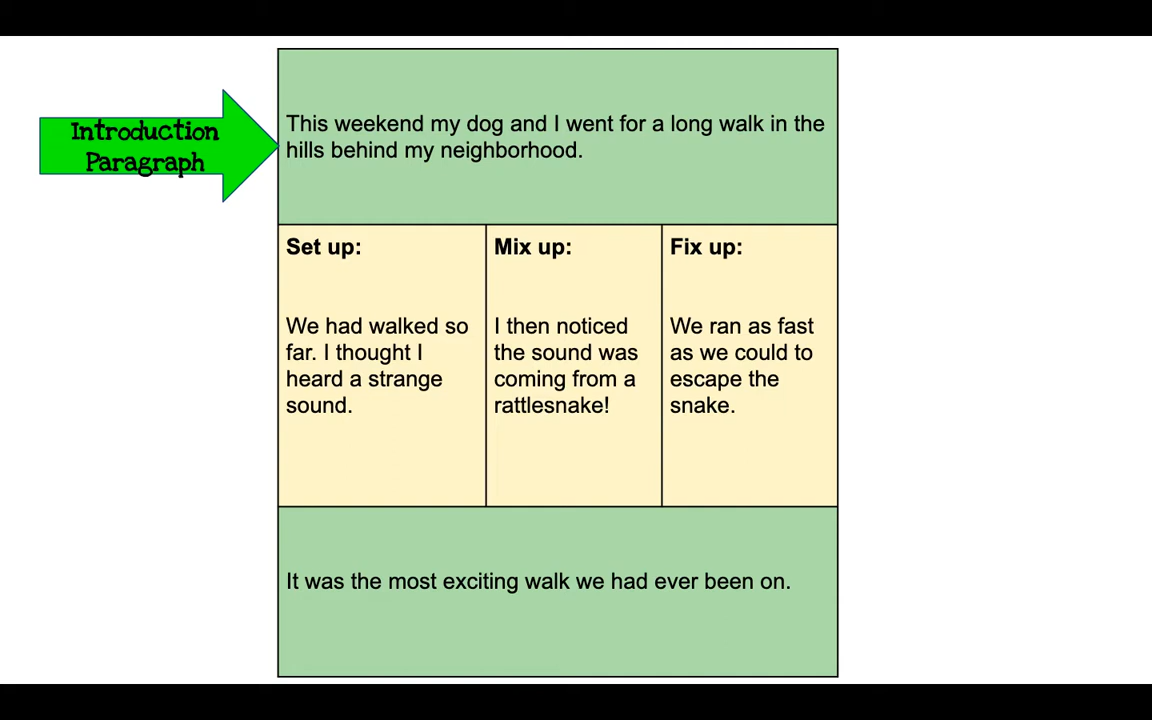 Introduction
Paragraph
This weekend my dog and I went for a long walk in the
hills behind my neighborhood.
Set up:
We had walked so
far. I thought I
heard a strange
sound.
Mix up:
I then noticed
the sound was
coming from a
rattlesnake!
Fix up:
We ran as fast
as we could to
escape the
snake.
It was the most exciting walk we had ever been on.